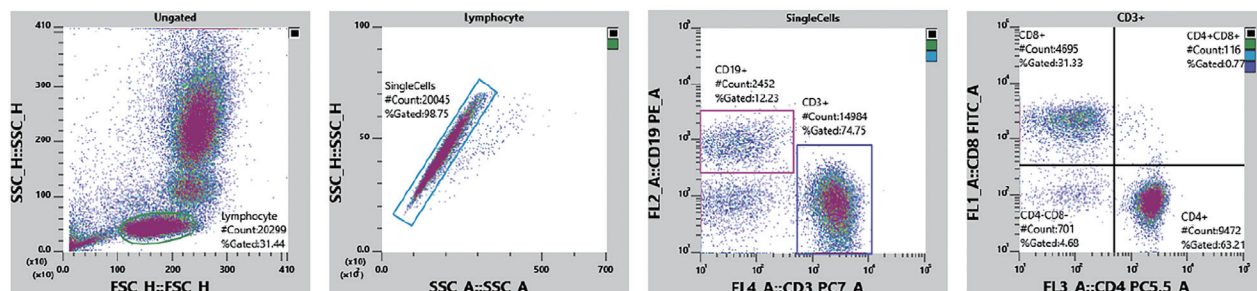 Ungated
410
300
200
100
0.0
(x10)
(x10)
0.0
100
200
300
410
SSC_H::SSC_H
FSC_H::FSC_H
Lymphocyte
#Count:20299
%Gated:31.44
Lymphocyte
100
50
0.0
(x10)
0.0
300
500
700
SSC_H::SSC_H
SSC_A::SSC_A
SingleCells
#Count:20045
%Gated:98.75
SingleCells
FL2_A::CD19 PE_A
FL4_A::CD3 PC7_A
CD19+
#Count:2452
%Gated:12.23
CD3+
#Count:14984
%Gated:74.75
CD3+
FL1_A::CD8 FITC_A
FL3_A::CD4 PC5.5_A
CD8+
#Count:4695
%Gated:31.33
CD4+CD8+
#Count:116
%Gated:0.77
CD4-CD8-
#Count:701
%Gated:4.68
CD4+
#Count:9472
%Gated:63.21